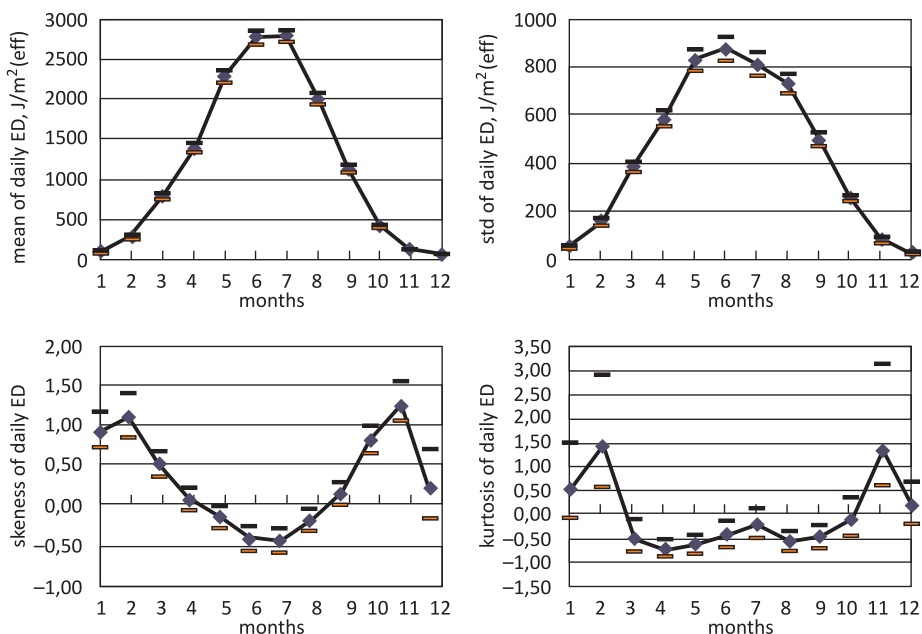 mean of daily ED, J/m² (eff)
3000
2500
2000
1500
1000
500
0
1 2 3 4 5 6 7 8 9 10 11 12
months
std of daily ED, J/m² (eff)
1000
800
600
400
200
0
1 2 3 4 5 6 7 8 9 10 11 12
months
skeness of daily ED
2,00
1,50
1,00
0,50
0,00
–0,50
–1,00
1 2 3 4 5 6 7 8 9 10 11 12
months
kurtosis of daily ED
3,50
3,00
2,50
2,00
1,50
1,00
0,50
0,00
–0,50
–1,00
–1,50
1 2 3 4 5 6 7 8 9 10 11 12
months